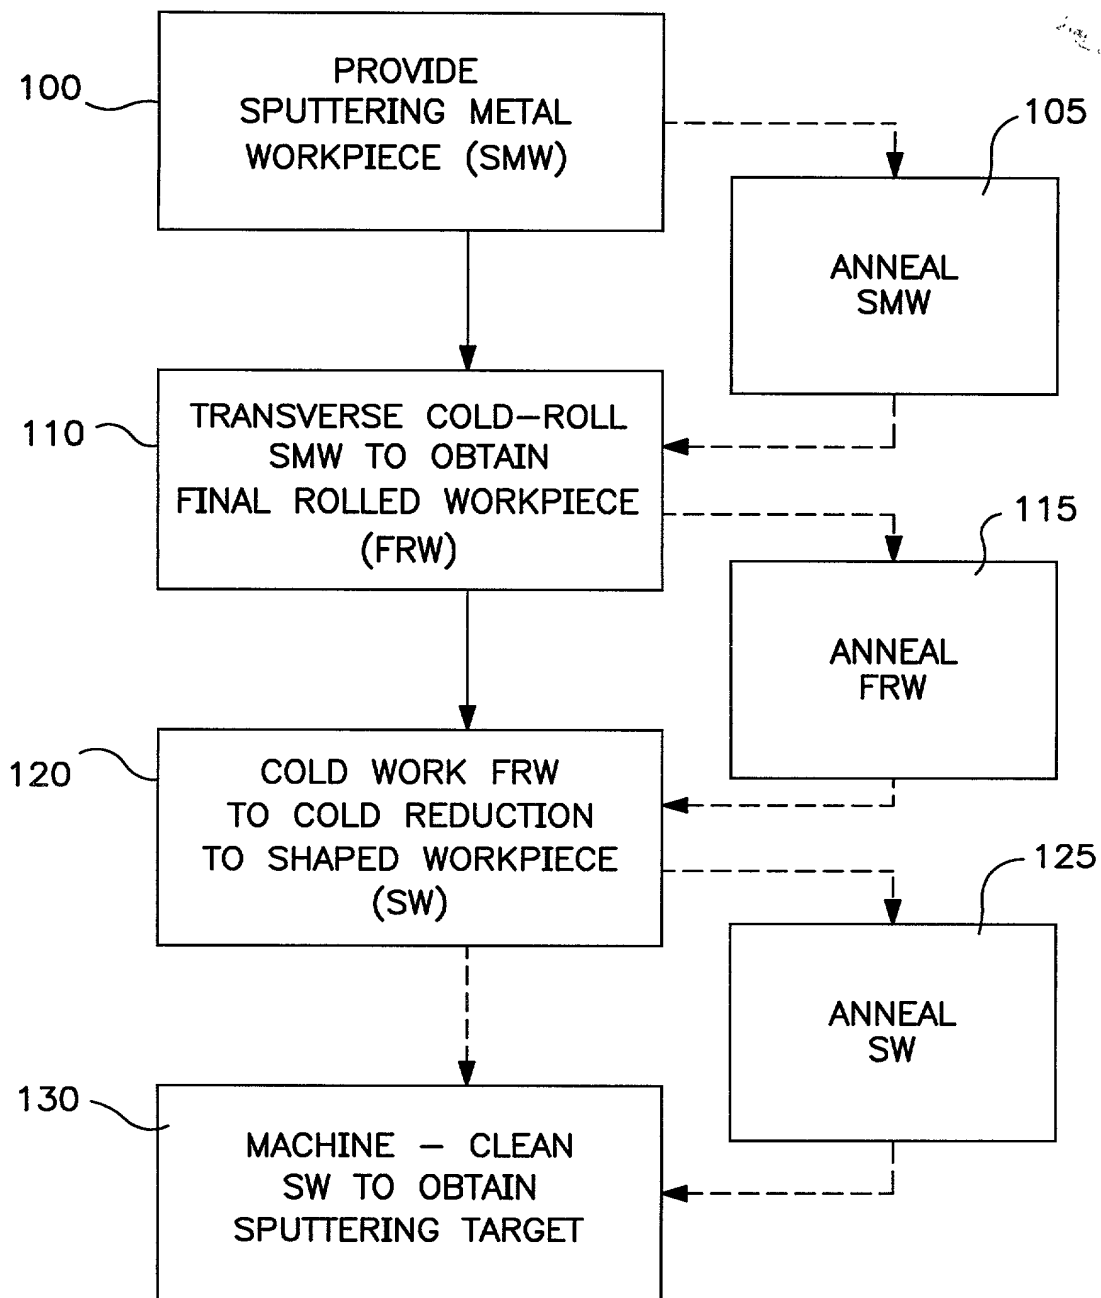 100
PROVIDE
SPUTTERING METAL
WORKPIECE (SMW)
105
ANNEAL
SMW
110
TRANSVERSE COLD-ROLL
SMW TO OBTAIN
FINAL ROLLED WORKPIECE
(FRW)
115
ANNEAL
FRW
120
COLD WORK FRW
TO COLD REDUCTION
TO SHAPED WORKPIECE
(SW)
125
ANNEAL
SW
130
MACHINE - CLEAN
SW TO OBTAIN
SPUTTERING TARGET